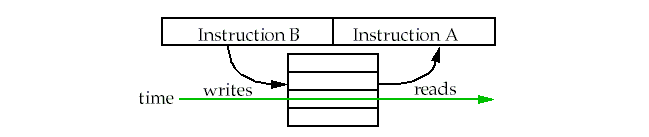 Instruction B
Instruction A
writes
reads
time